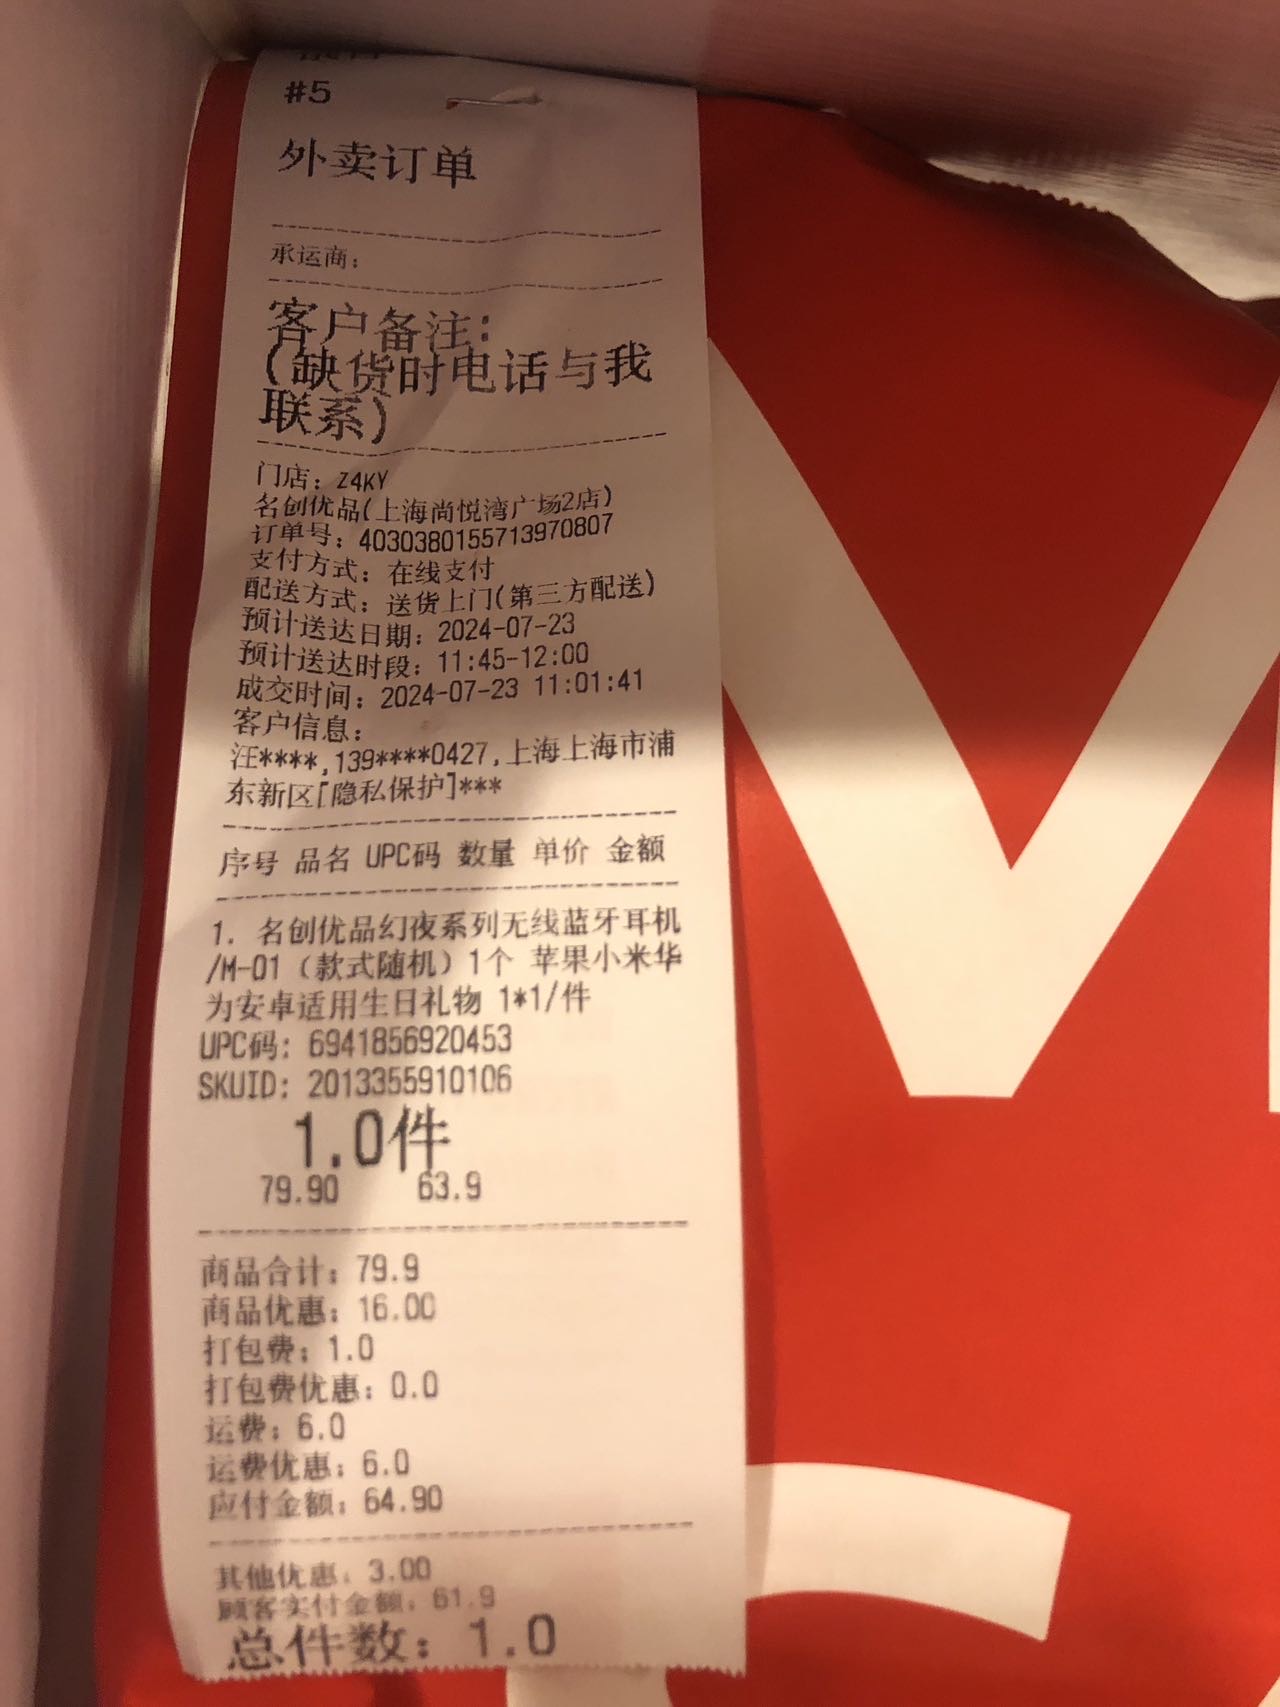 #5
外卖订单
承运商：
客户备注：
(缺货时电话与我
联系)
门店：Z4KY
名创优品(上海尚悦湾广场2店)
订单号：4030380155713970807
支付方式：在线支付
配送方式：送货上门(第三方配送)
预计送达日期：2024-07-23
预计送达时段：11:45-12:00
成交时间：2024-07-23 11:01:41
客户信息：
汪****,139****0427,上海上海市浦
东新区[隐私保护]***
序号 品名 UPC码 数量 单价 金额
1. 名创优品幻夜系列无线蓝牙耳机
/M-01（款式随机）1个 苹果小米华
为安卓适用生日礼物 1*1/件
UPC码：6941856920453
SKUID：2013355910106
1.0件
79.90 63.9
商品合计：79.9
商品优惠：16.00
打包费：1.0
打包费优惠：0.0
运费：6.0
运费优惠：6.0
应付金额：64.90
其他优惠：3.00
顾客实付金额：61.9
总件数：1.0